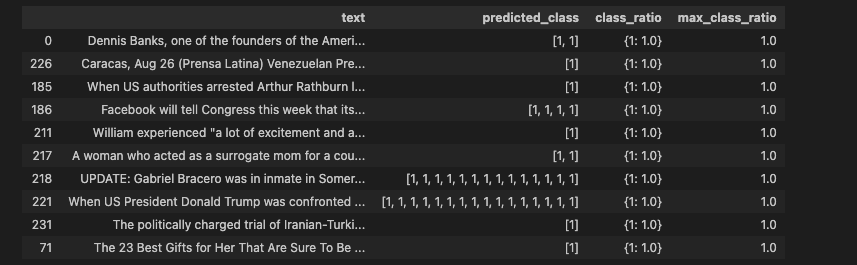 text predicted_class class_ratio max_class_ratio
0 Dennis Banks, one of the founders of the Ameri... [1, 1] {1: 1.0} 1.0
226 Caracas, Aug 26 (Prensa Latina) Venezuelan Pre... [1] {1: 1.0} 1.0
185 When US authorities arrested Arthur Rathburn I... [1] {1: 1.0} 1.0
186 Facebook will tell Congress this week that its... [1, 1, 1, 1] {1: 1.0} 1.0
211 William experienced "a lot of excitement and a... [1] {1: 1.0} 1.0
217 A woman who acted as a surrogate mom for a cou... [1, 1] {1: 1.0} 1.0
218 UPDATE: Gabriel Bracero was in inmate in Somer... [1, 1, 1, 1, 1, 1, 1, 1, 1, 1, 1, 1, 1, 1] {1: 1.0} 1.0
221 When US President Donald Trump was confronted ... [1, 1, 1, 1, 1, 1, 1, 1, 1, 1, 1, 1, 1, 1, 1, 1] {1: 1.0} 1.0
231 The politically charged trial of Iranian-Turki... [1] {1: 1.0} 1.0
71 The 23 Best Gifts for Her That Are Sure To Be ... [1] {1: 1.0} 1.0